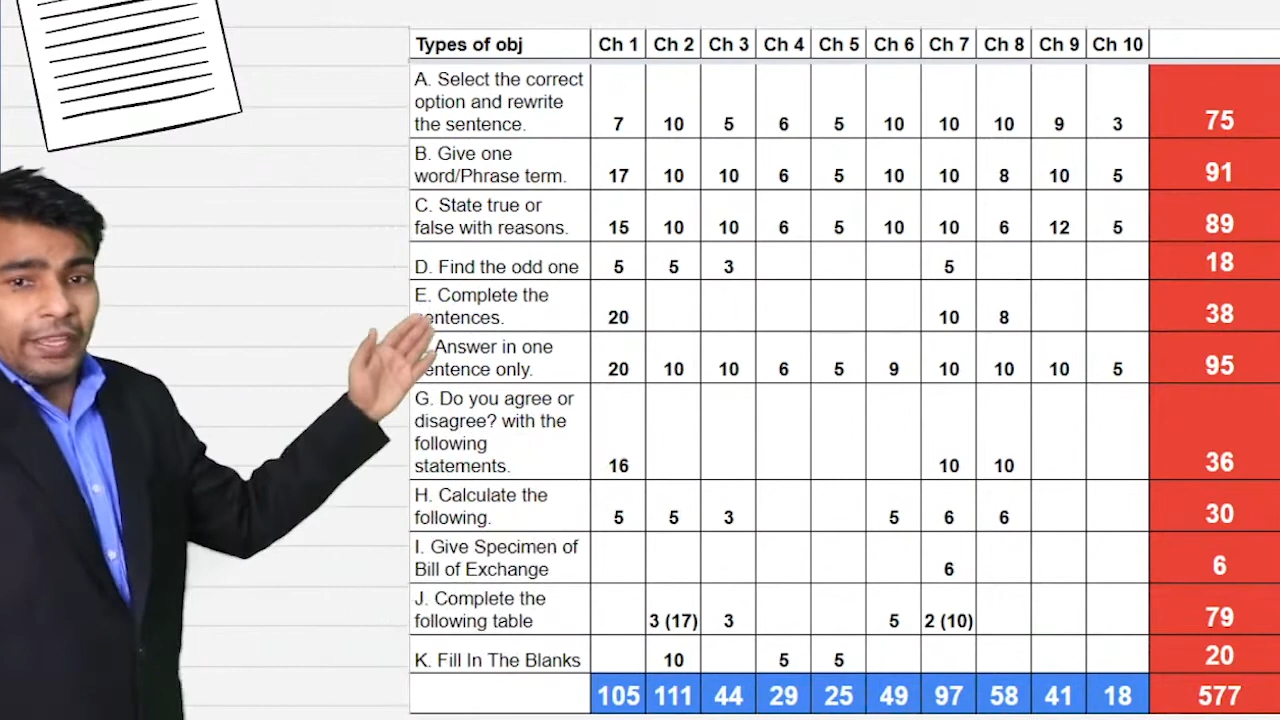 Types of obj Ch 1 Ch 2 Ch 3 Ch 4 Ch 5 Ch 6 Ch 7 Ch 8 Ch 9 Ch 10
A. Select the correct
option and rewrite
the sentence. 7 10 5 6 5 10 10 10 9 3 75
B. Give one
word/Phrase term. 17 10 10 6 5 10 10 8 10 5 91
C. State true or
false with reasons. 15 10 10 6 5 10 10 6 12 5 89
D. Find the odd one 5 5 3 5 18
E. Complete the
entences. 20 10 8 38
Answer in one
entence only. 20 10 10 6 5 9 10 10 10 5 95
G. Do you agree or
disagree? with the
following
statements. 16 10 10 36
H. Calculate the
following. 5 5 3 5 6 6 30
I. Give Specimen of
Bill of Exchange 6 6
J. Complete the
following table 3 (17) 3 5 2 (10) 79
K. Fill In The Blanks 10 5 5 20
105 111 44 29 25 49 97 58 41 18 577